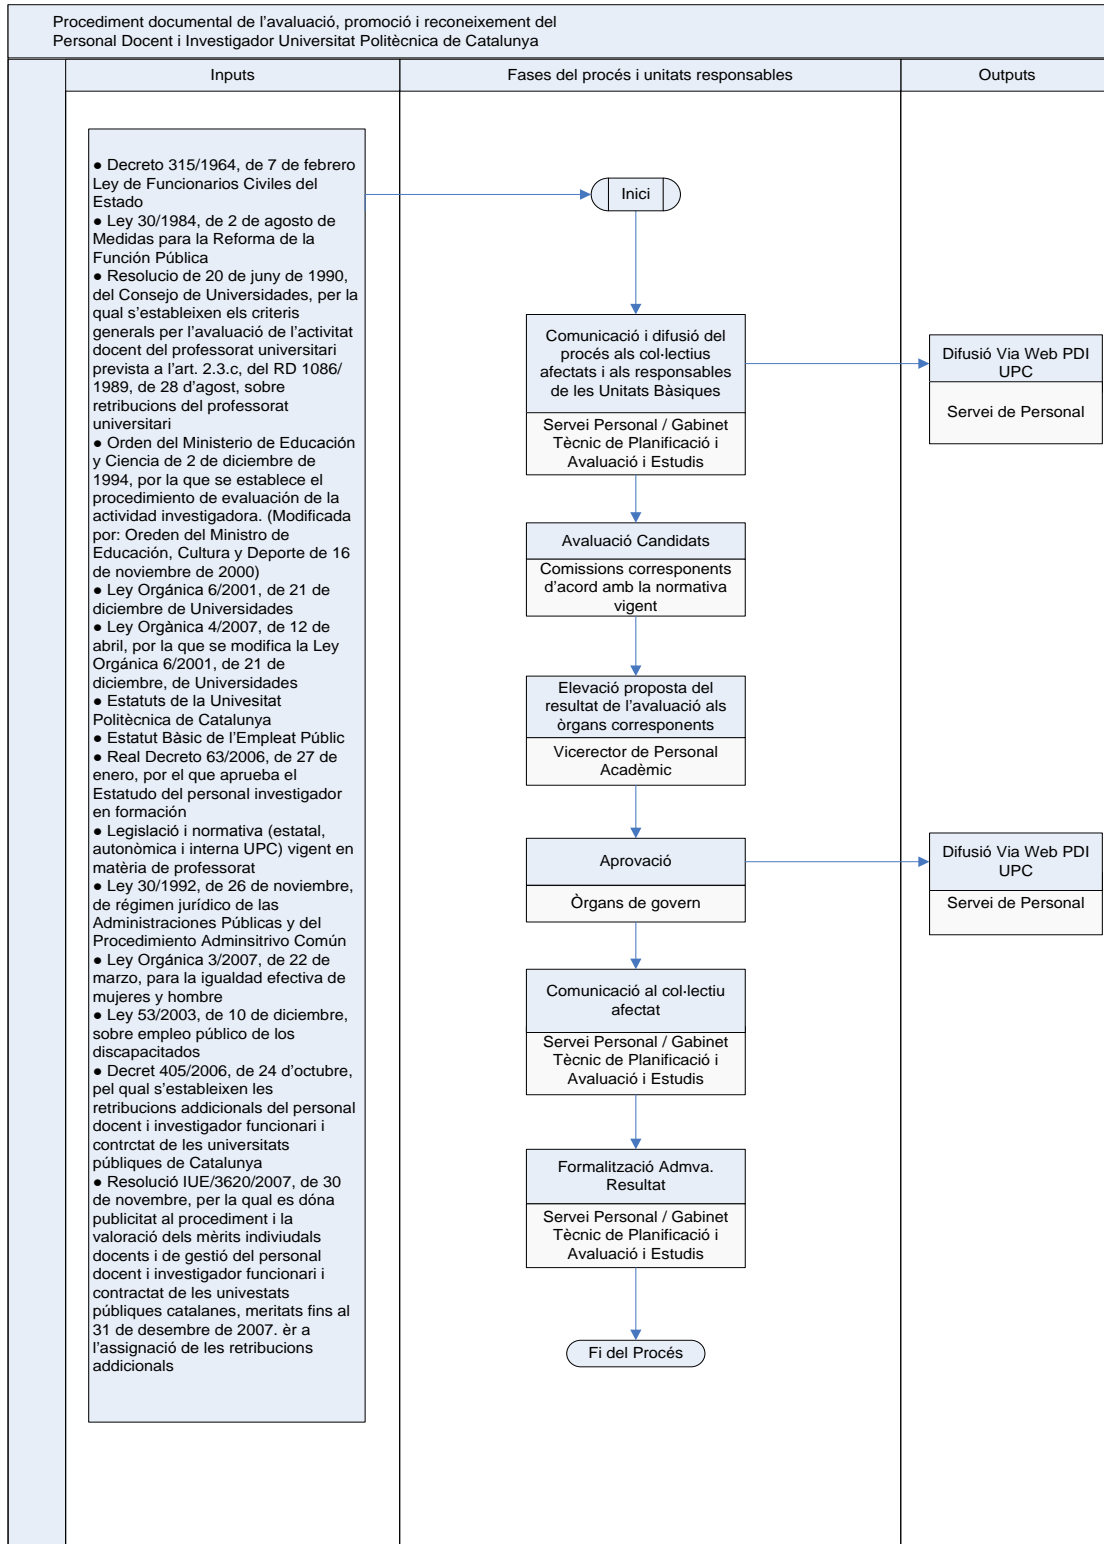 Procediment documental de l'avaluació, promoció i reconeixement del
Personal Docent i Investigador Universitat Politècnica de Catalunya
Inputs
Fases del procés i unitats responsables
Outputs
● Decreto 315/1964, de 7 de febrero
Ley de Funcionarios Civiles del
Estado
● Ley 30/1984, de 2 de agosto de
Medidas para la Reforma de la
Función Pública
● Resolucio de 20 de juny de 1990,
del Consejo de Universidades, per la
qual s'estableixen els criteris
generals per l'avaluació de l'activitat
docent del professorat universitari
prevista a l'art. 2.3.c, del RD 1086/
1989, de 28 d'agost, sobre
retribucions del professorat
universitari
● Orden del Ministerio de Educación
y Ciencia de 2 de diciembre de
1994, por la que se establece el
procedimiento de evaluación de la
actividad investigadora. (Modificada
por: Oreden del Ministro de
Educación, Cultura y Deporte de 16
de noviembre de 2000)
● Ley Orgánica 6/2001, de 21 de
diciembre de Universidades
● Ley Orgànica 4/2007, de 12 de
abril, por la que se modifica la Ley
Orgánica 6/2001, de 21 de
diciembre, de Universidades
● Estatuts de la Univesitat
Politècnica de Catalunya
● Estatut Bàsic de l'Empleat Públic
● Real Decreto 63/2006, de 27 de
enero, por el que aprueba el
Estatudo del personal investigador
en formación
● Legislació i normativa (estatal,
autonòmica i interna UPC) vigent en
matèria de professorat
● Ley 30/1992, de 26 de noviembre,
de régimen jurídico de las
Administraciones Públicas y del
Procedimiento Adminsitrivo Común
● Ley Orgánica 3/2007, de 22 de
marzo, para la igualdad efectiva de
mujeres y hombre
● Ley 53/2003, de 10 de diciembre,
sobre empleo público de los
discapacitados
● Decret 405/2006, de 24 d'octubre,
pel qual s'estableixen les
retribucions addicionals del personal
docent i investigador funcionari i
contrctat de les universitats
públiques de Catalunya
● Resolució IUE/3620/2007, de 30
de novembre, per la qual es dóna
publicitat al procediment i la
valoració dels mèrits indiviudals
docents i de gestió del personal
docent i investigador funcionari i
contractat de les univestats
públiques catalanes, meritats fins al
31 de desembre de 2007. èr a
l'assignació de les retribucions
addicionals
Inici
Comunicació i difusió del
procés als col·lectius
afectats i als responsables
de les Unitats Bàsiques
Servei Personal / Gabinet
Tècnic de Planificació i
Avaluació i Estudis
Difusió Via Web PDI
UPC
Servei de Personal
Avaluació Candidats
Comissions corresponents
d'acord amb la normativa
vigent
Elevació proposta del
resultat de l'avaluació als
òrgans corresponents
Vicerector de Personal
Acadèmic
Aprovació
Òrgans de govern
Difusió Via Web PDI
UPC
Servei de Personal
Comunicació al col·lectiu
afectat
Servei Personal / Gabinet
Tècnic de Planificació i
Avaluació i Estudis
Formalització Admva.
Resultat
Servei Personal / Gabinet
Tècnic de Planificació i
Avaluació i Estudis
Fi del Procés